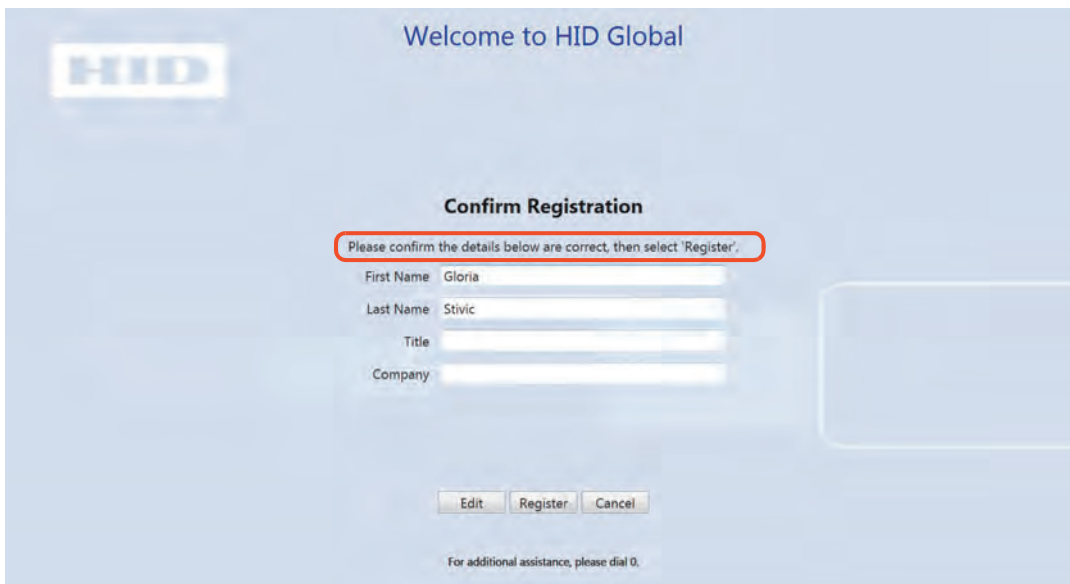 Welcome to HID Global
HID
Confirm Registration
Please confirm the details below are correct, then select 'Register'.
First Name Gloria
Last Name Stivic
Title
Company
Edit Register Cancel
For additional assistance, please dial 0.